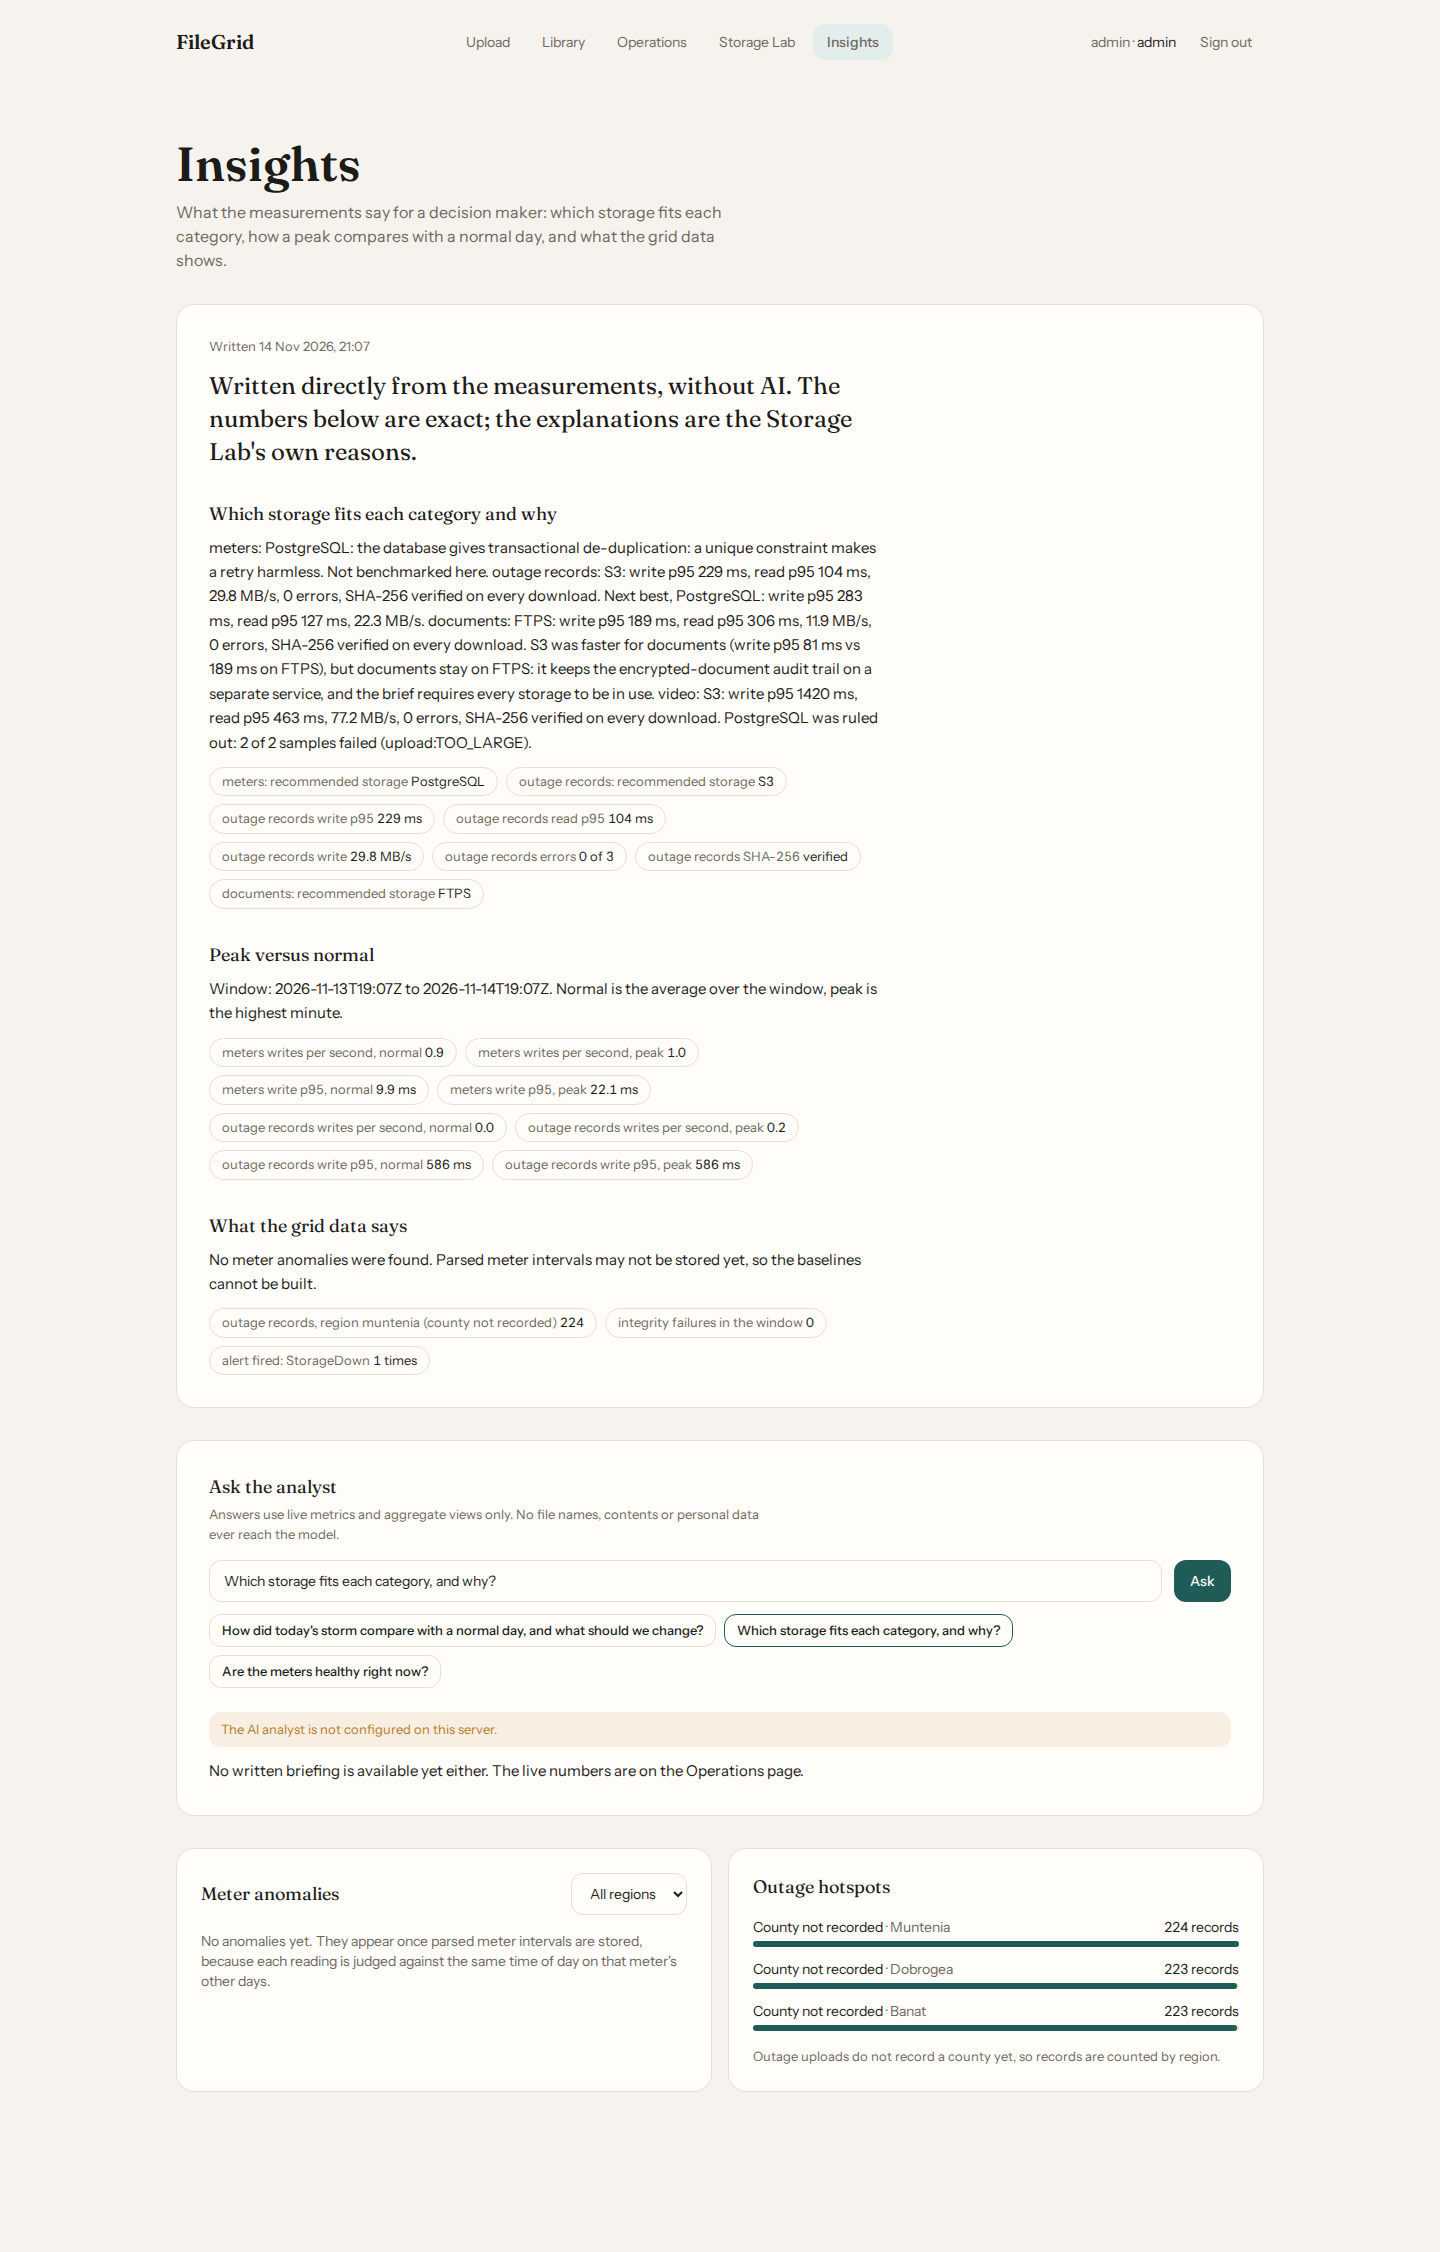 FileGrid
Upload
Library
Operations
Storage Lab
Insights
admin · admin
Sign out
Insights
What the measurements say for a decision maker: which storage fits each
category, how a peak compares with a normal day, and what the grid data
shows.
Written 14 Nov 2026, 21:07
Written directly from the measurements, without AI. The
numbers below are exact; the explanations are the Storage
Lab's own reasons.
Which storage fits each category and why
meters: PostgreSQL: the database gives transactional de-duplication: a unique constraint makes
a retry harmless. Not benchmarked here. outage records: S3: write p95 229 ms, read p95 104 ms,
29.8 MB/s, 0 errors, SHA-256 verified on every download. Next best, PostgreSQL: write p95 283
ms, read p95 127 ms, 22.3 MB/s. documents: FTPS: write p95 189 ms, read p95 306 ms, 11.9 MB/s,
0 errors, SHA-256 verified on every download. S3 was faster for documents (write p95 81 ms vs
189 ms on FTPS), but documents stay on FTPS: it keeps the encrypted-document audit trail on a
separate service, and the brief requires every storage to be in use. video: S3: write p95 1420 ms,
read p95 463 ms, 77.2 MB/s, 0 errors, SHA-256 verified on every download. PostgreSQL was ruled
out: 2 of 2 samples failed (upload:TOO_LARGE).
meters: recommended storage PostgreSQL
outage records: recommended storage S3
outage records write p95 229 ms
outage records read p95 104 ms
outage records write 29.8 MB/s
outage records errors 0 of 3
outage records SHA-256 verified
documents: recommended storage FTPS
Peak versus normal
Window: 2026-11-13T19:07Z to 2026-11-14T19:07Z. Normal is the average over the window, peak is
the highest minute.
meters writes per second, normal 0.9
meters writes per second, peak 1.0
meters write p95, normal 9.9 ms
meters write p95, peak 22.1 ms
outage records writes per second, normal 0.0
outage records writes per second, peak 0.2
outage records write p95, normal 586 ms
outage records write p95, peak 586 ms
What the grid data says
No meter anomalies were found. Parsed meter intervals may not be stored yet, so the baselines
cannot be built.
outage records, region muntenia (county not recorded) 224
integrity failures in the window 0
alert fired: StorageDown 1 times
Ask the analyst
Answers use live metrics and aggregate views only. No file names, contents or personal data
ever reach the model.
Which storage fits each category, and why?
Ask
How did today's storm compare with a normal day, and what should we change?
Which storage fits each category, and why?
Are the meters healthy right now?
The AI analyst is not configured on this server.
No written briefing is available yet either. The live numbers are on the Operations page.
Meter anomalies
All regions
No anomalies yet. They appear once parsed meter intervals are stored,
because each reading is judged against the same time of day on that meter's
other days.
Outage hotspots
County not recorded · Muntenia
224 records
County not recorded · Dobrogea
223 records
County not recorded · Banat
223 records
Outage uploads do not record a county yet, so records are counted by region.